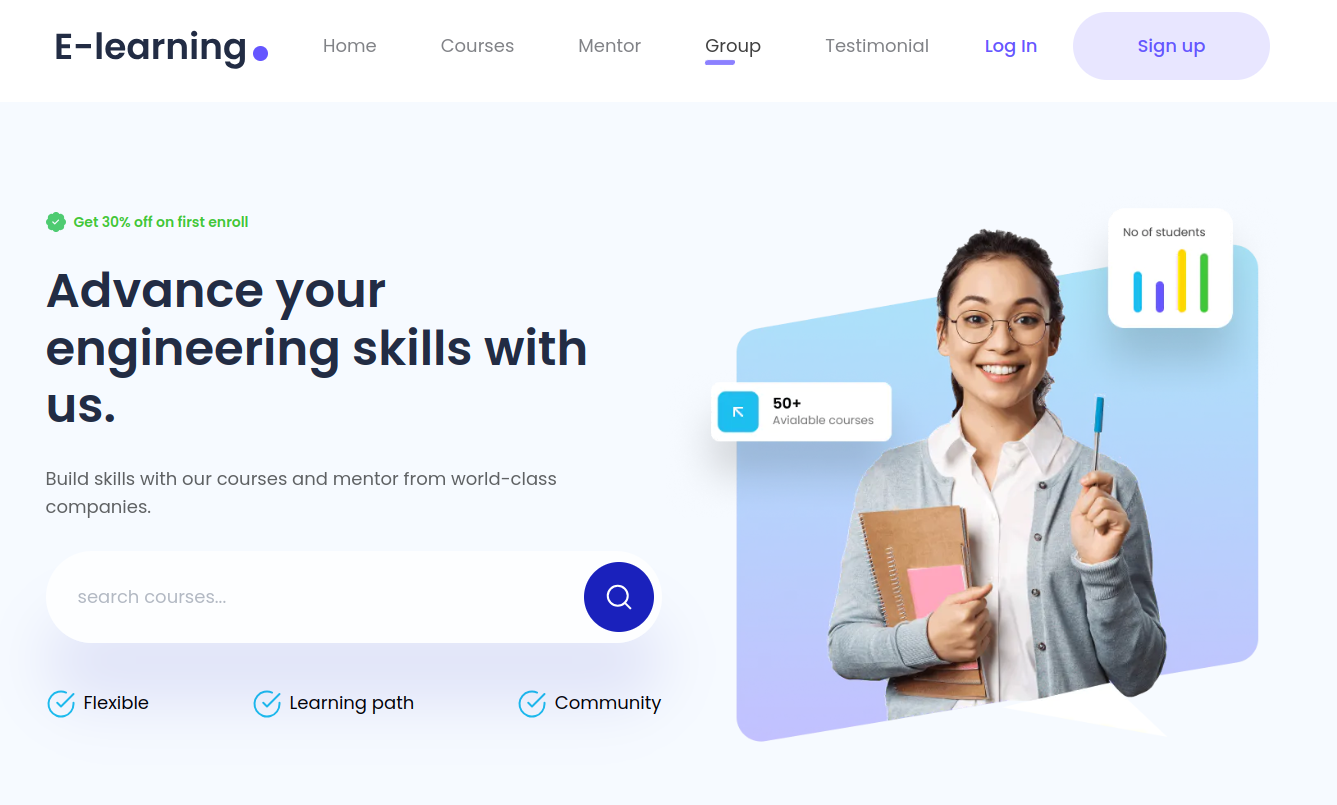 E-learning
Home Courses Mentor Group Testimonial Log In Sign up
Get 30% off on first enroll
Advance your
engineering skills with
us.
Build skills with our courses and mentor from world-class
companies.
search courses...
Flexible Learning path Community
No of students
50+
Avialable courses